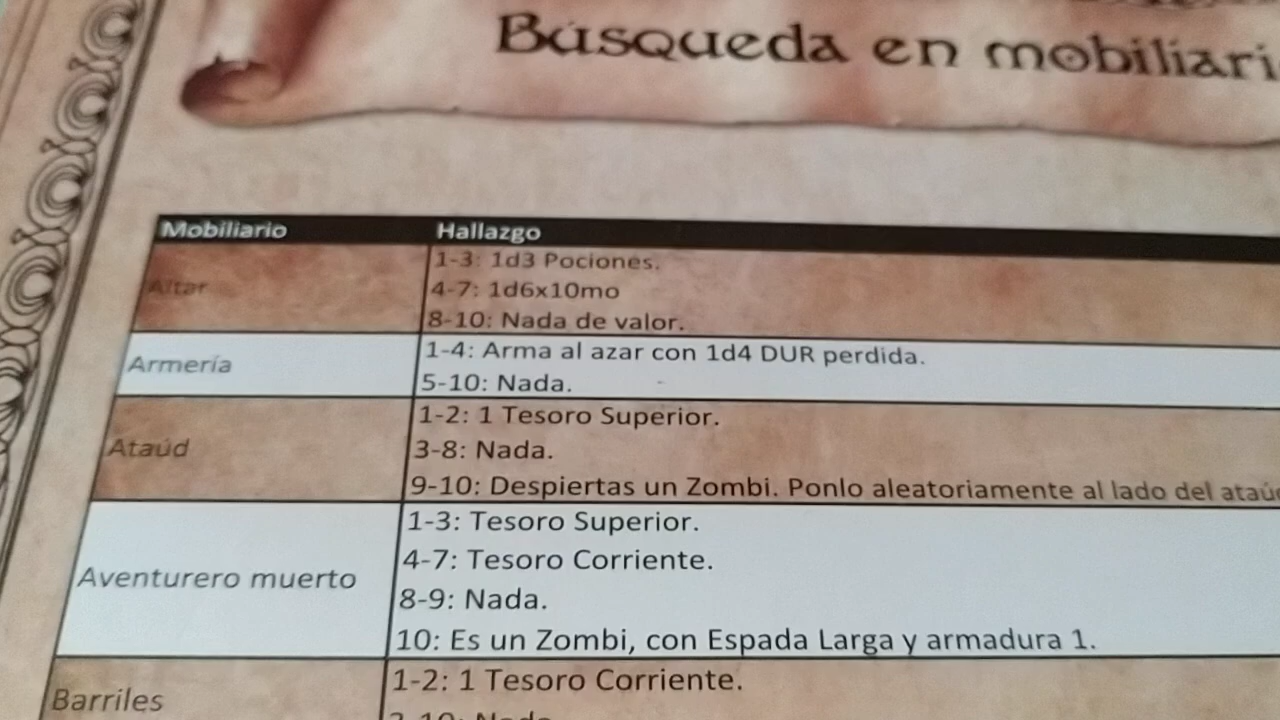 Búsqueda en mobiliari
Mobiliario Hallazgo
Altar
1-3: 1d3 Pociones.
4-7: 1d6x10mo
8-10: Nada de valor.
Armería
1-4: Arma al azar con 1d4 DUR perdida.
5-10: Nada.
Ataúd
1-2: 1 Tesoro Superior.
3-8: Nada.
9-10: Despiertas un Zombi. Ponlo aleatoriamente al lado del ataú
Aventurero muerto
1-3: Tesoro Superior.
4-7: Tesoro Corriente.
8-9: Nada.
10: Es un Zombi, con Espada Larga y armadura 1.
Barriles
1-2: 1 Tesoro Corriente.